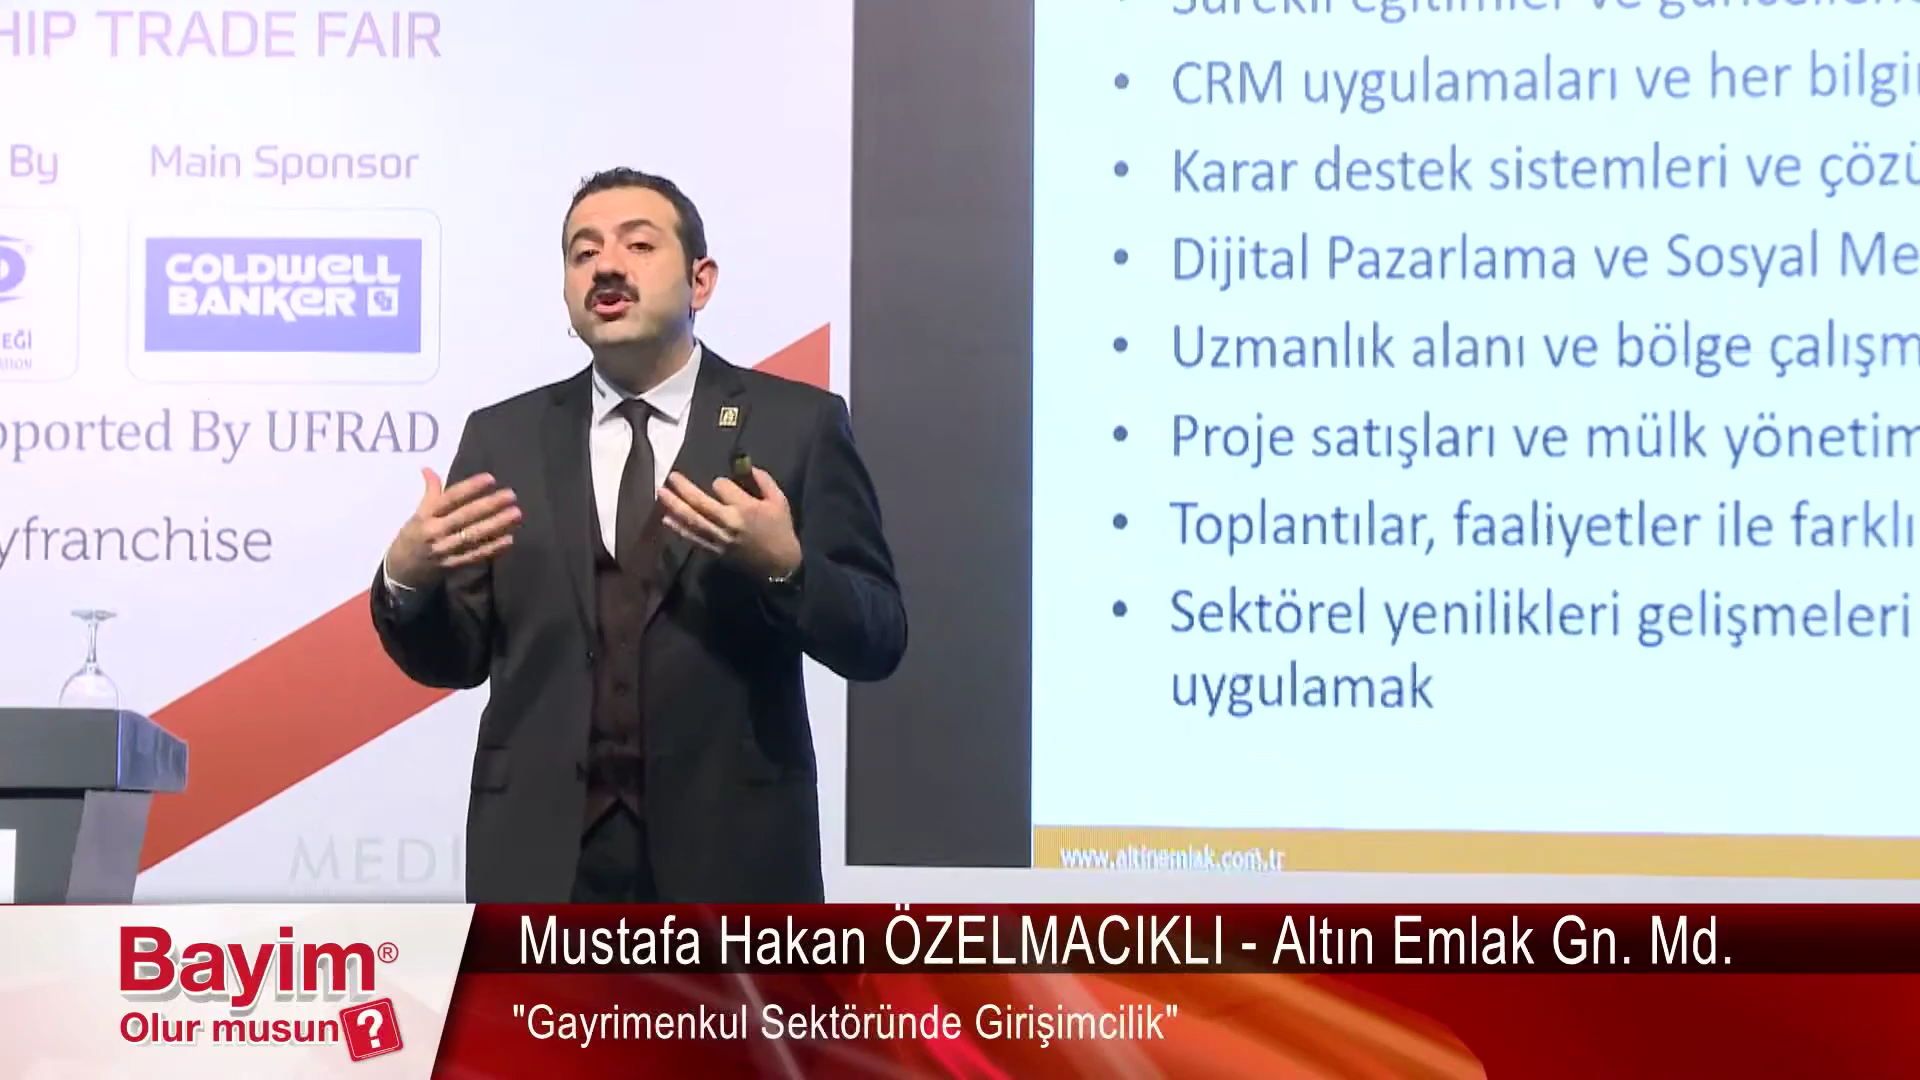 HIP TRADE FAIR
By
Main Sponsor
COLDWELL
BANKER
EĞİ
Supported By UFRAD
yfranchise
MEDI
CRM uygulamaları ve her bilgi
Karar destek sistemleri ve çözü
Dijital Pazarlama ve Sosyal Me
Uzmanlık alanı ve bölge çalışm
Proje satışları ve mülk yönetim
Toplantılar, faaliyetler ile farklı
Sektörel yenilikleri gelişmeleri
uygulamak
www.altinemlak.com.tr
Bayim®
Olur musun?
Mustafa Hakan ÖZELMACIKLI - Altın Emlak Gn. Md.
"Gayrimenkul Sektöründe Girişimcilik"